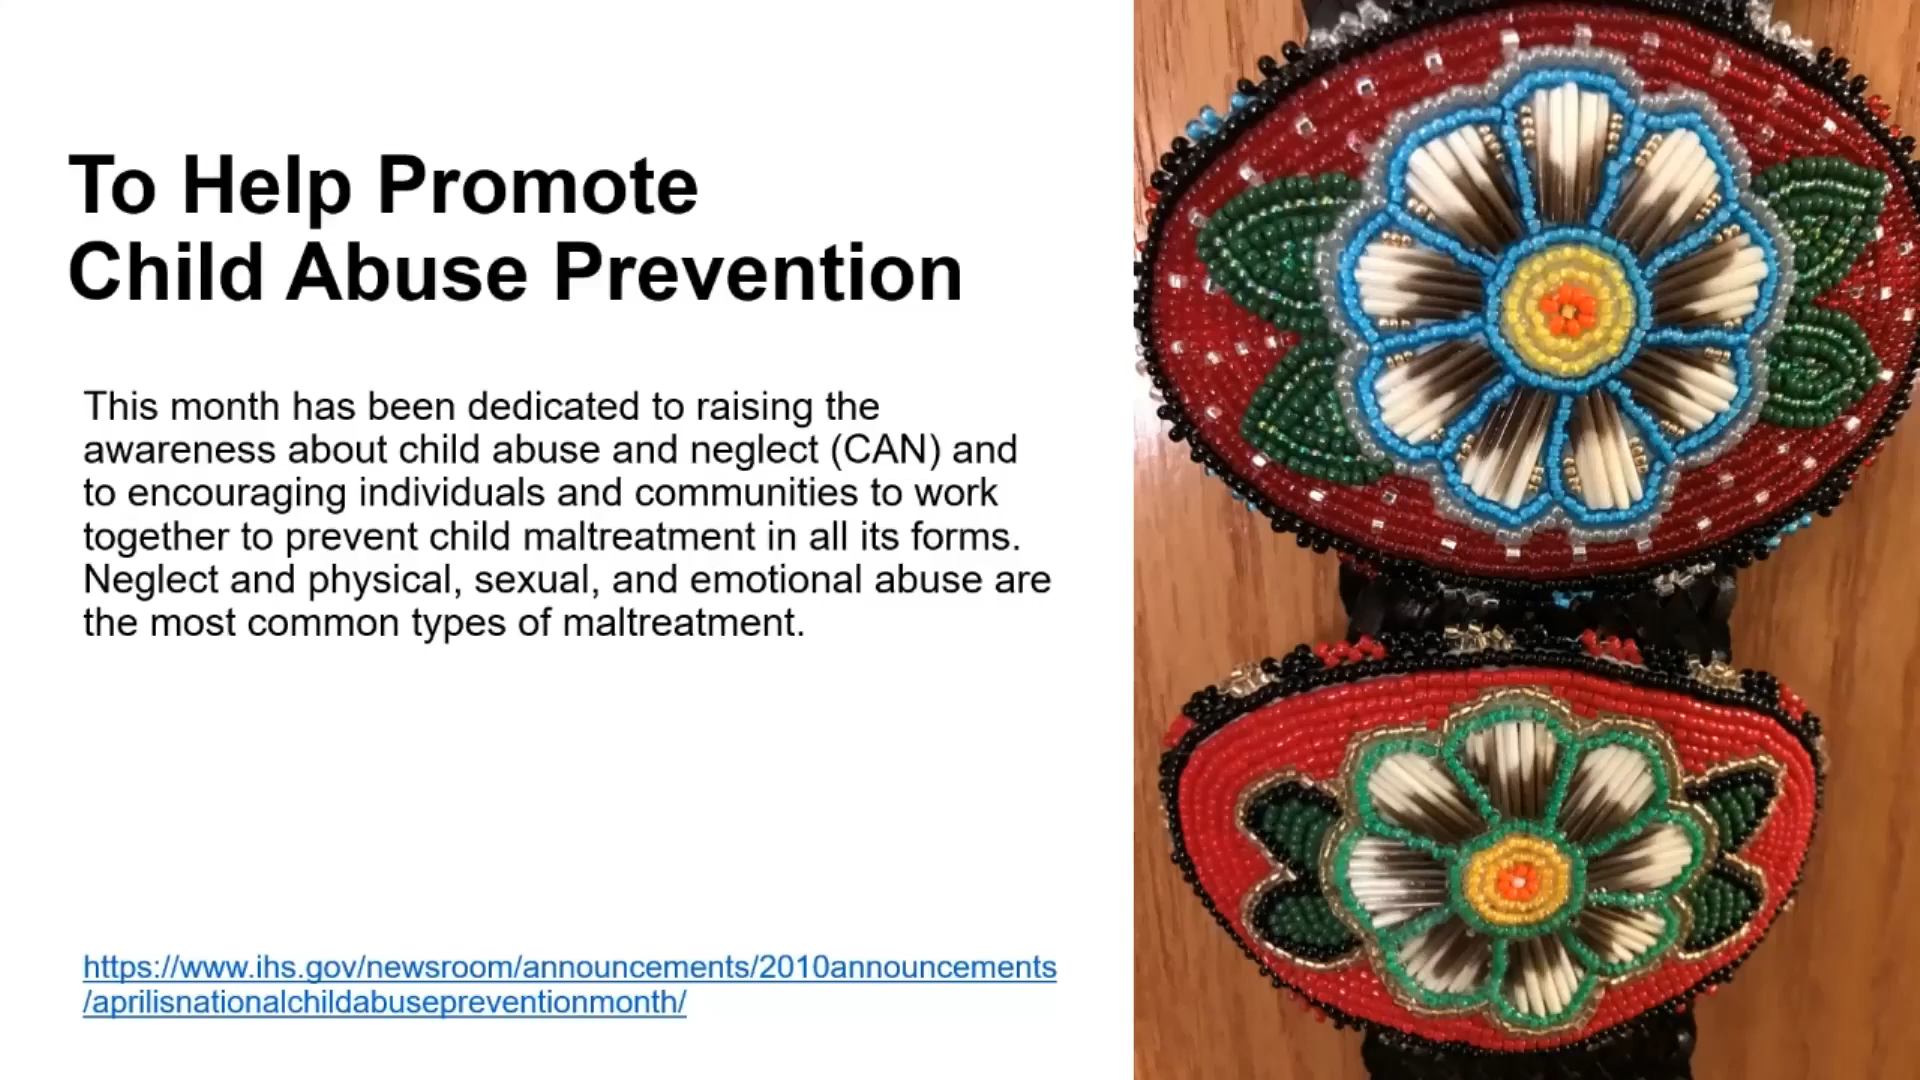 To Help Promote
Child Abuse Prevention
This month has been dedicated to raising the
awareness about child abuse and neglect (CAN) and
to encouraging individuals and communities to work
together to prevent child maltreatment in all its forms.
Neglect and physical, sexual, and emotional abuse are
the most common types of maltreatment.
https://www.ihs.gov/newsroom/announcements/2010announcements
/aprilisnationalchildabusepreventionmonth/